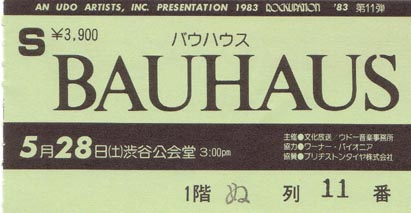 AN UDO ARTISTS, INC. PRESENTATION 1983 ROCKUPATION '83 第11弾
S ¥3,900
バウハウス
BAUHAUS
5月28日(土)渋谷公会堂 3:00pm
主催●文化放送/ウドー音楽事務所
協力●ワーナー・パイオニア
協賛●ブリヂストンタイヤ株式会社
1階 ぬ 列 11 番